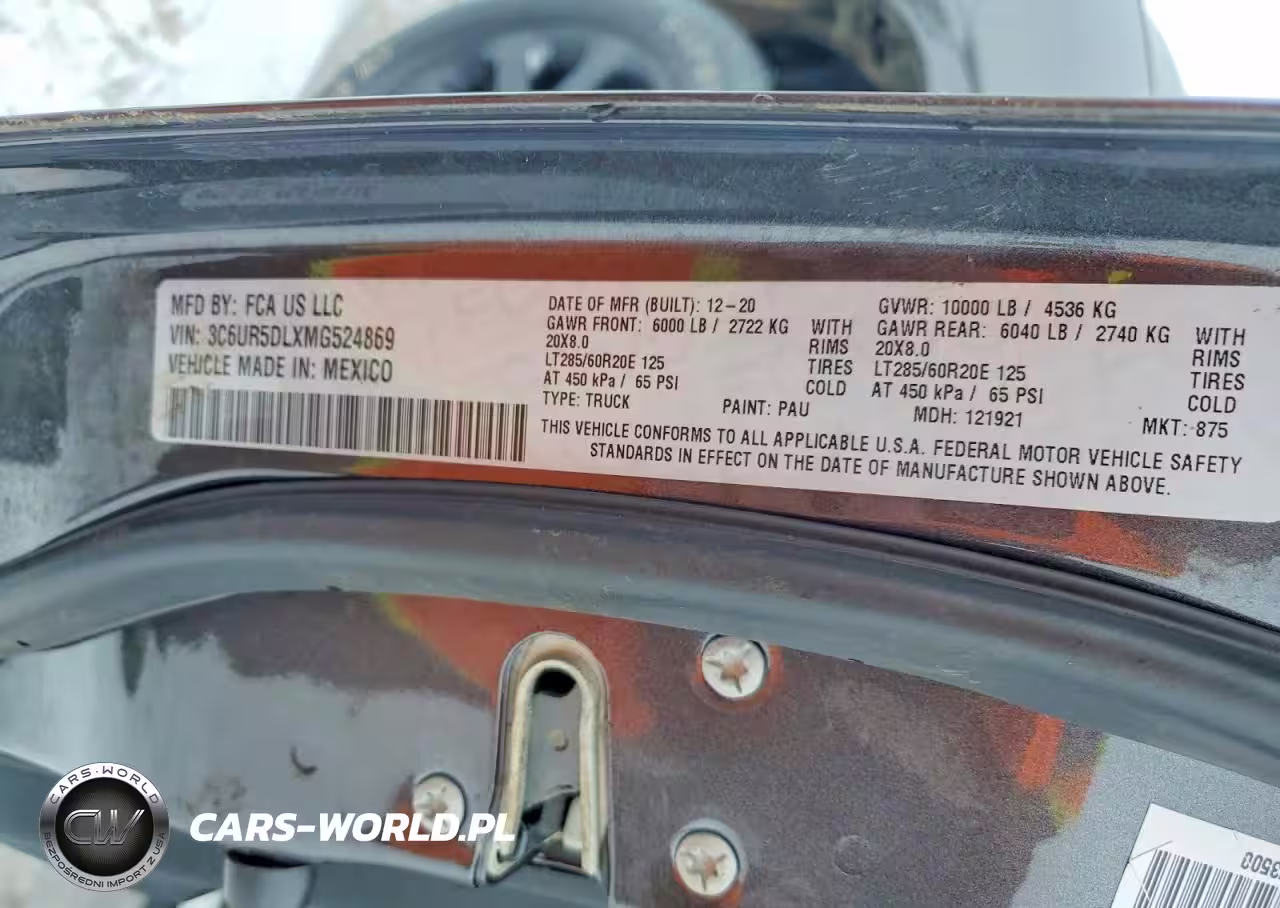 MFD BY: FCA US LLC
VIN: 3C6UR5DLXMG524869
VEHICLE MADE IN: MEXICO
DATE OF MFR (BUILT): 12-20
GAWR FRONT: 6000 LB / 2722 KG WITH
20X8.0 RIMS
LT285/60R20E 125 TIRES
AT 450 kPa / 65 PSI COLD
TYPE: TRUCK PAINT: PAU
GVWR: 10000 LB / 4536 KG
GAWR REAR: 6040 LB / 2740 KG WITH
20X8.0 RIMS
LT285/60R20E 125 TIRES
AT 450 kPa / 65 PSI COLD
MDH: 121921 MKT: 875
THIS VEHICLE CONFORMS TO ALL APPLICABLE U.S.A. FEDERAL MOTOR VEHICLE SAFETY
STANDARDS IN EFFECT ON THE DATE OF MANUFACTURE SHOWN ABOVE.
CARS-WORLD
CW
BEZPOŚREDNI IMPORT Z USA
CARS-WORLD.PL